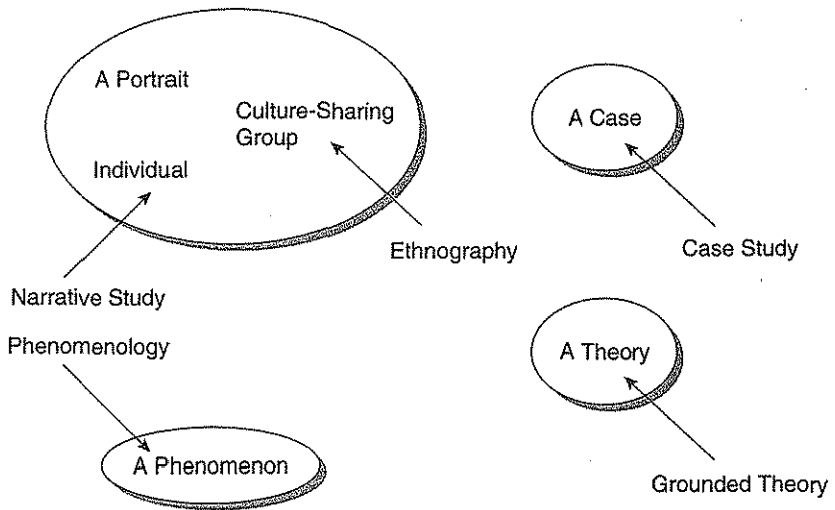 A Portrait
Culture-Sharing
Group
Individual
A Case
Ethnography
Case Study
Narrative Study
Phenomenology
A Theory
A Phenomenon
Grounded Theory